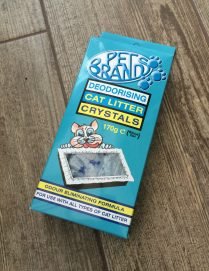 PETS
BRAND
DEODORISING
CAT LITTER
CRYSTALS
170g e
ODOUR ELIMINATING FORMULA
FOR USE WITH ALL TYPES OF CAT LITTER